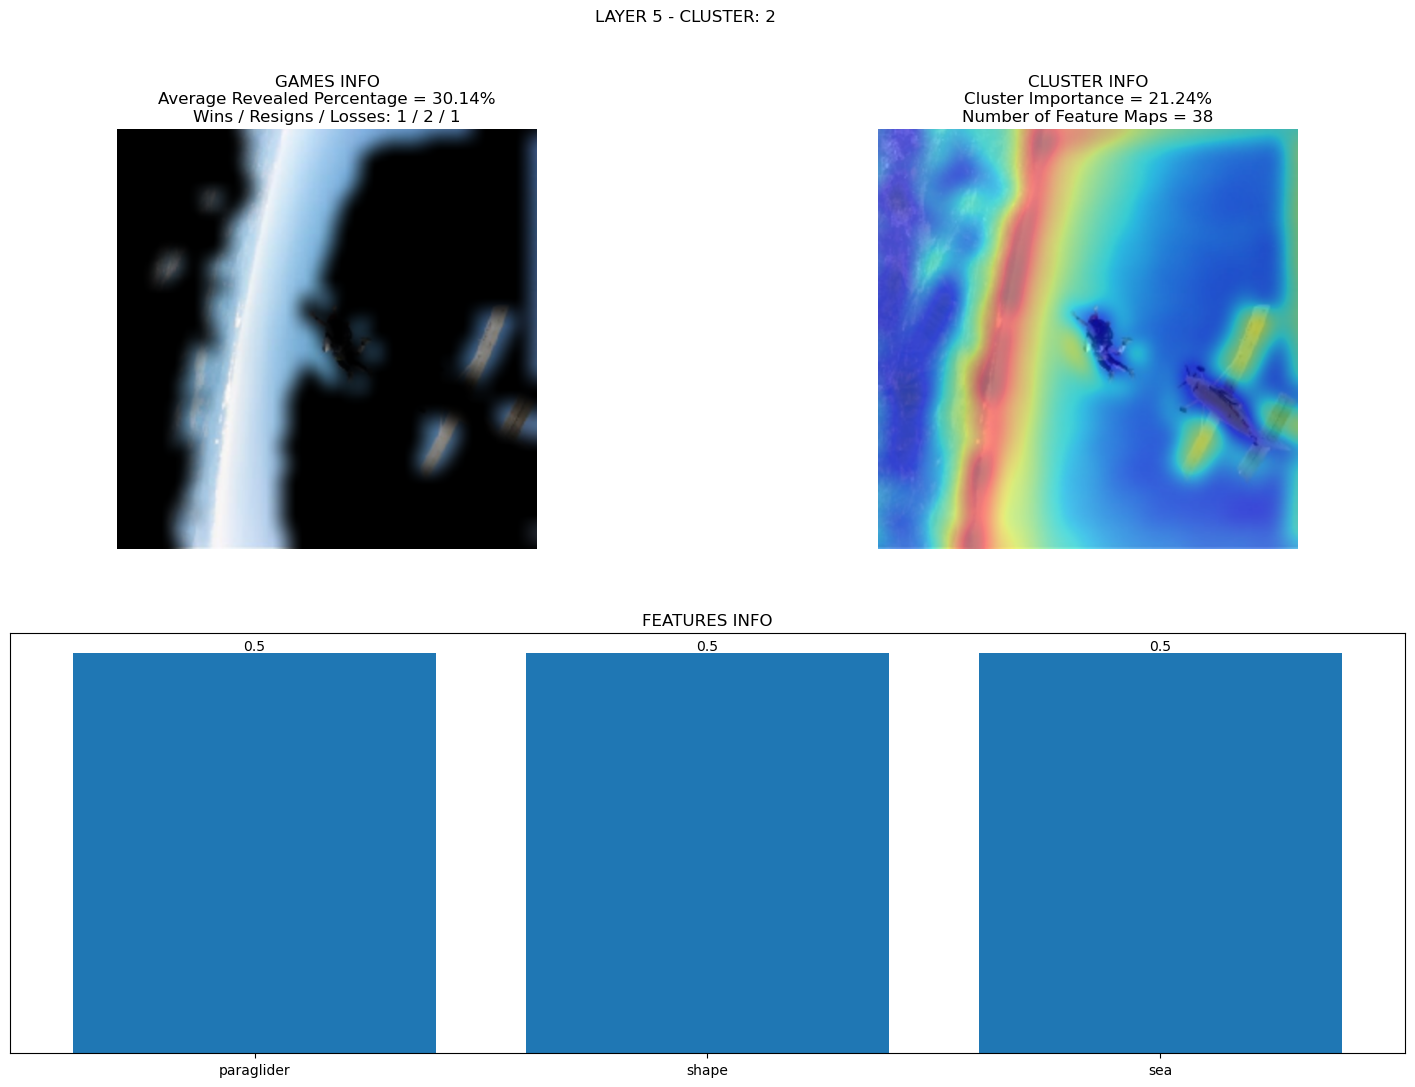 LAYER 5 - CLUSTER: 2
GAMES INFO
Average Revealed Percentage = 30.14%
Wins / Resigns / Losses: 1 / 2 / 1
CLUSTER INFO
Cluster Importance = 21.24%
Number of Feature Maps = 38
FEATURES INFO
0.5
0.5
0.5
paraglider
shape
sea